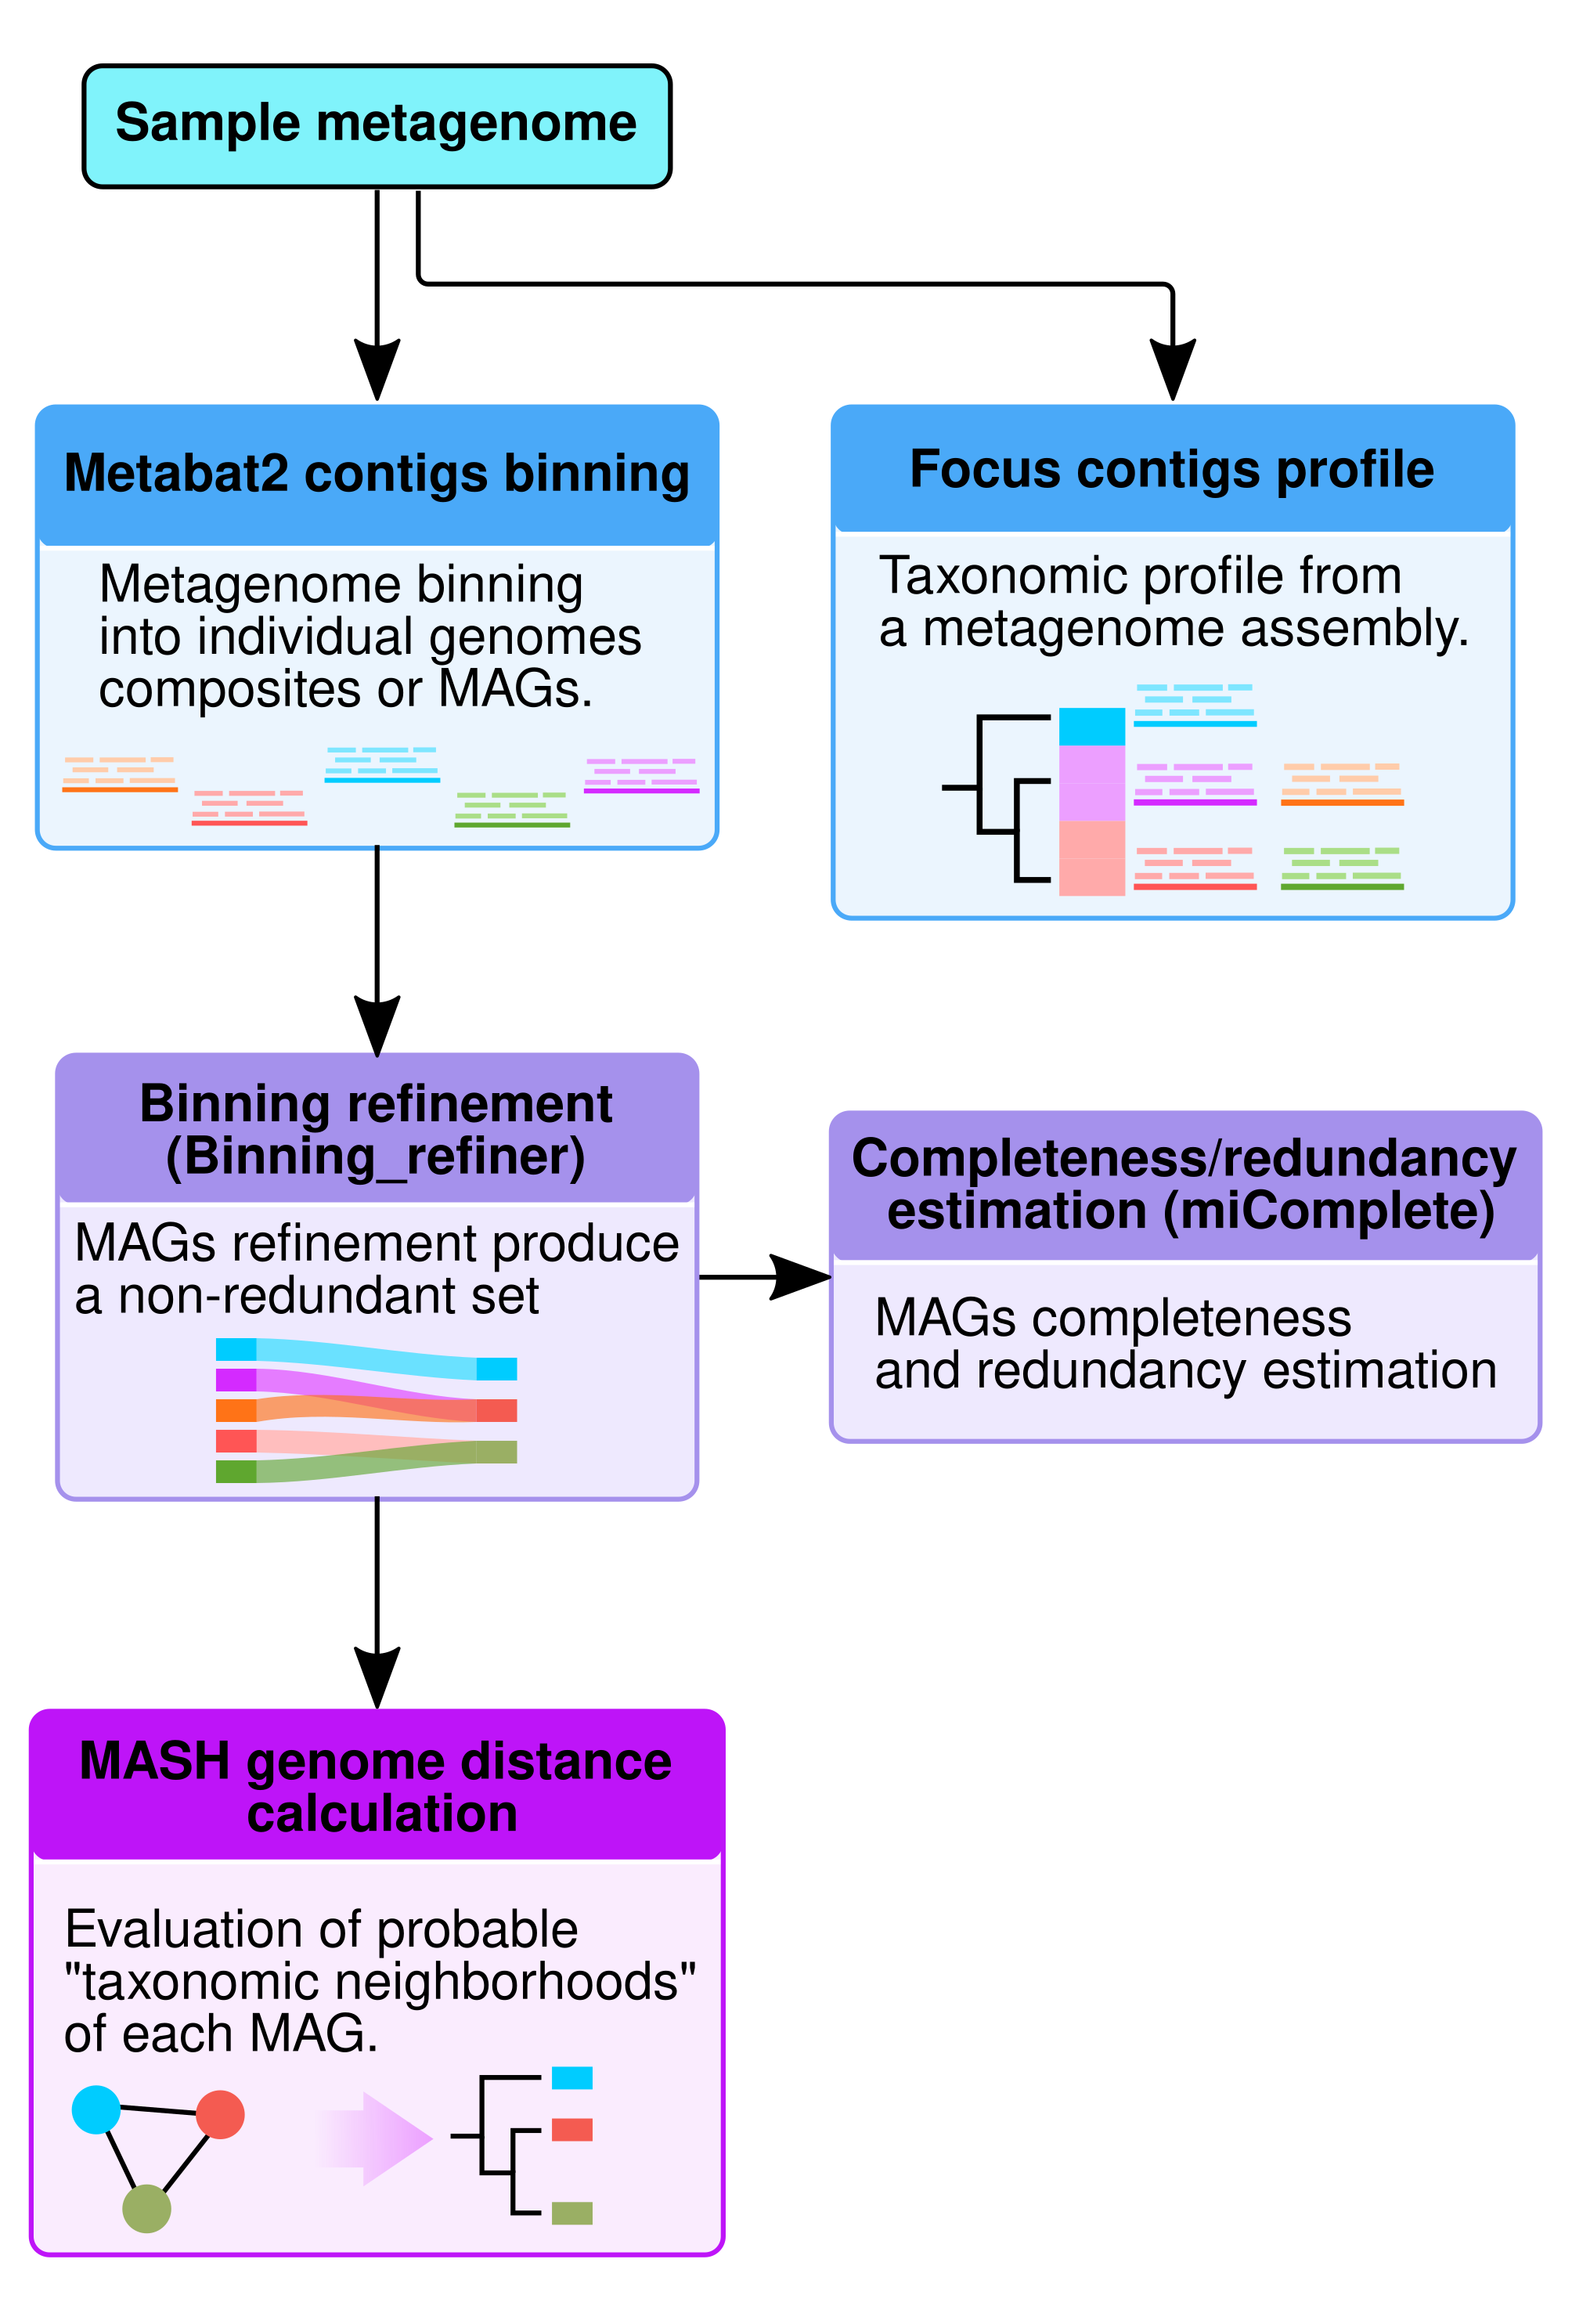 Sample metagenome
Metabat2 contigs binning
Metagenome binning
into individual genomes
composites or MAGs.
Focus contigs profile
Taxonomic profile from
a metagenome assembly.
Binning refinement
(Binning_refiner)
MAGs refinement produce
a non-redundant set
Completeness/redundancy
estimation (miComplete)
MAGs completeness
and redundancy estimation
MASH genome distance
calculation
Evaluation of probable
"taxonomic neighborhoods"
of each MAG.